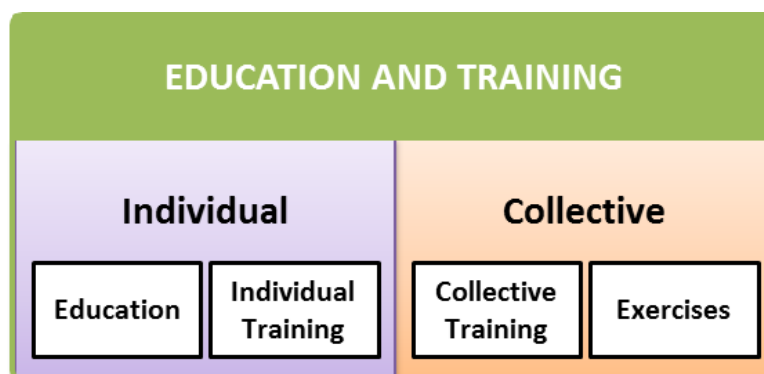 EDUCATION AND TRAINING
Individual
Collective
Education
Individual
Training
Collective
Training
Exercises